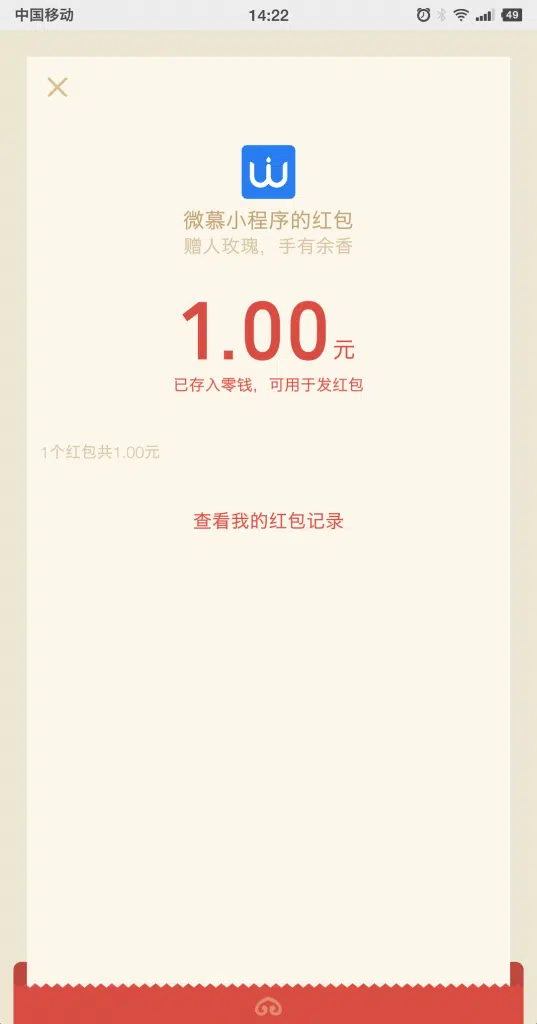 中国移动 14:22 49
微慕小程序的红包
赠人玫瑰，手有余香
1.00元
已存入零钱，可用于发红包
1个红包共1.00元
查看我的红包记录